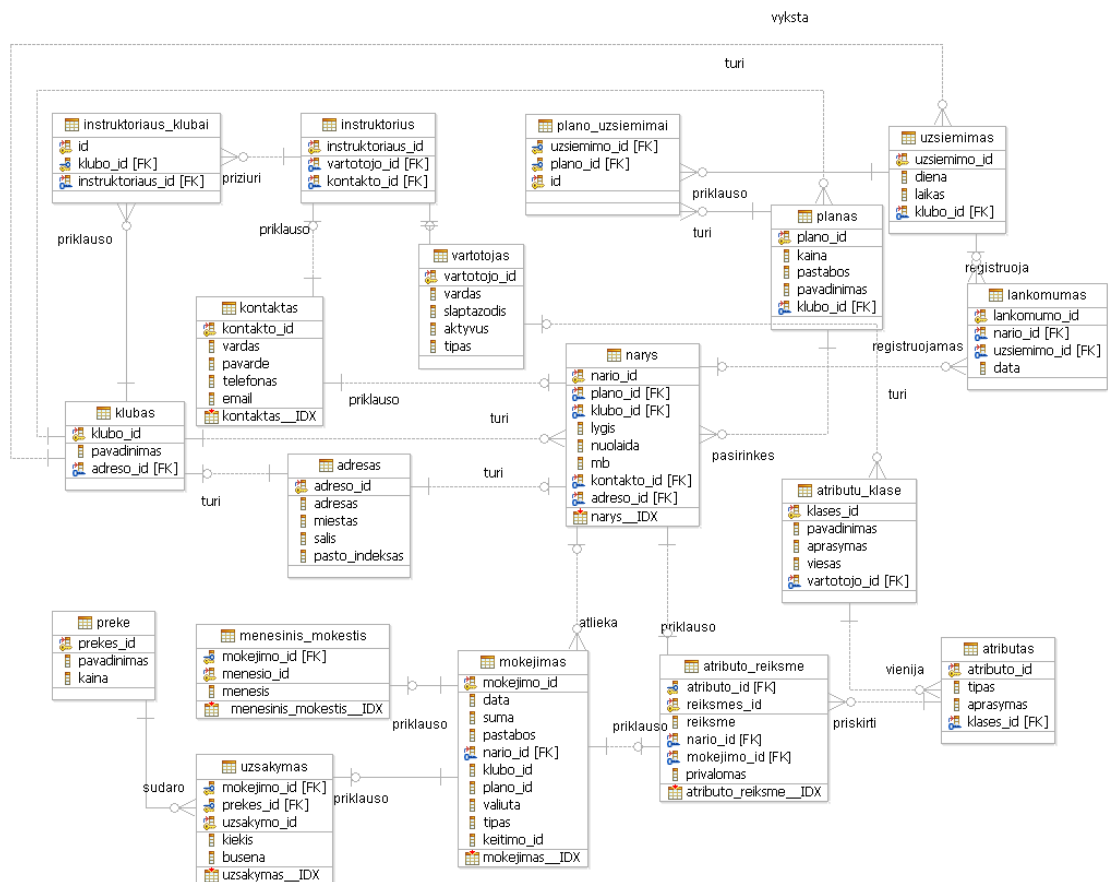 vyksta
turi
instruktoriaus_klubai
id
klubo_id [FK]
instruktoriaus_id [FK]
instruktorius
instruktoriaus_id
vartotojo_id [FK]
kontakto_id [FK]
plano_uzsiemimai
uzsiemimo_id [FK]
plano_id [FK]
id
uzsiemimas
uzsiemimo_id
diena
laikas
klubo_id [FK]
priziuri
priklauso
turi
planas
plano_id
kaina
pastabos
pavadinimas
klubo_id [FK]
priklauso
priklauso
vartotojas
vartotojo_id
vardas
slaptazodis
aktyvus
tipas
registruoja
lankomumas
lankomumo_id
nario_id [FK]
uzsiemimo_id [FK]
data
kontaktas
kontakto_id
vardas
pavarde
telefonas
email
kontaktas__IDX
registruojamas
narys
nario_id
plano_id [FK]
klubo_id [FK]
lygis
nuolaida
mb
kontakto_id [FK]
adreso_id [FK]
narys__IDX
priklauso
turi
turi
pasirinkes
klubas
klubo_id
pavadinimas
adreso_id [FK]
turi
adresas
adreso_id
adresas
miestas
salis
pasto_indeksas
turi
atributu_klase
klases_id
pavadinimas
aprasymas
viesas
vartotojo_id [FK]
preke
prekes_id
pavadinimas
kaina
menesinis_mokestis
mokejimo_id [FK]
menesio_id
menesis
menesinis_mokestis__IDX
atlieka
priklauso
mokejimas
mokejimo_id
data
suma
pastabos
nario_id [FK]
klubo_id
plano_id
valiuta
tipas
keitimo_id
mokejimas__IDX
atributo_reiksme
atributo_id [FK]
reiksmes_id
reiksme
nario_id [FK]
mokejimo_id [FK]
privalomas
atributo_reiksme__IDX
vienija
priskirti
atributas
atributo_id
tipas
aprasymas
klases_id [FK]
priklauso
priklauso
sudaro
priklauso
uzsakymas
mokejimo_id [FK]
prekes_id [FK]
uzsakymo_id
kiekis
busena
uzsakymas__IDX